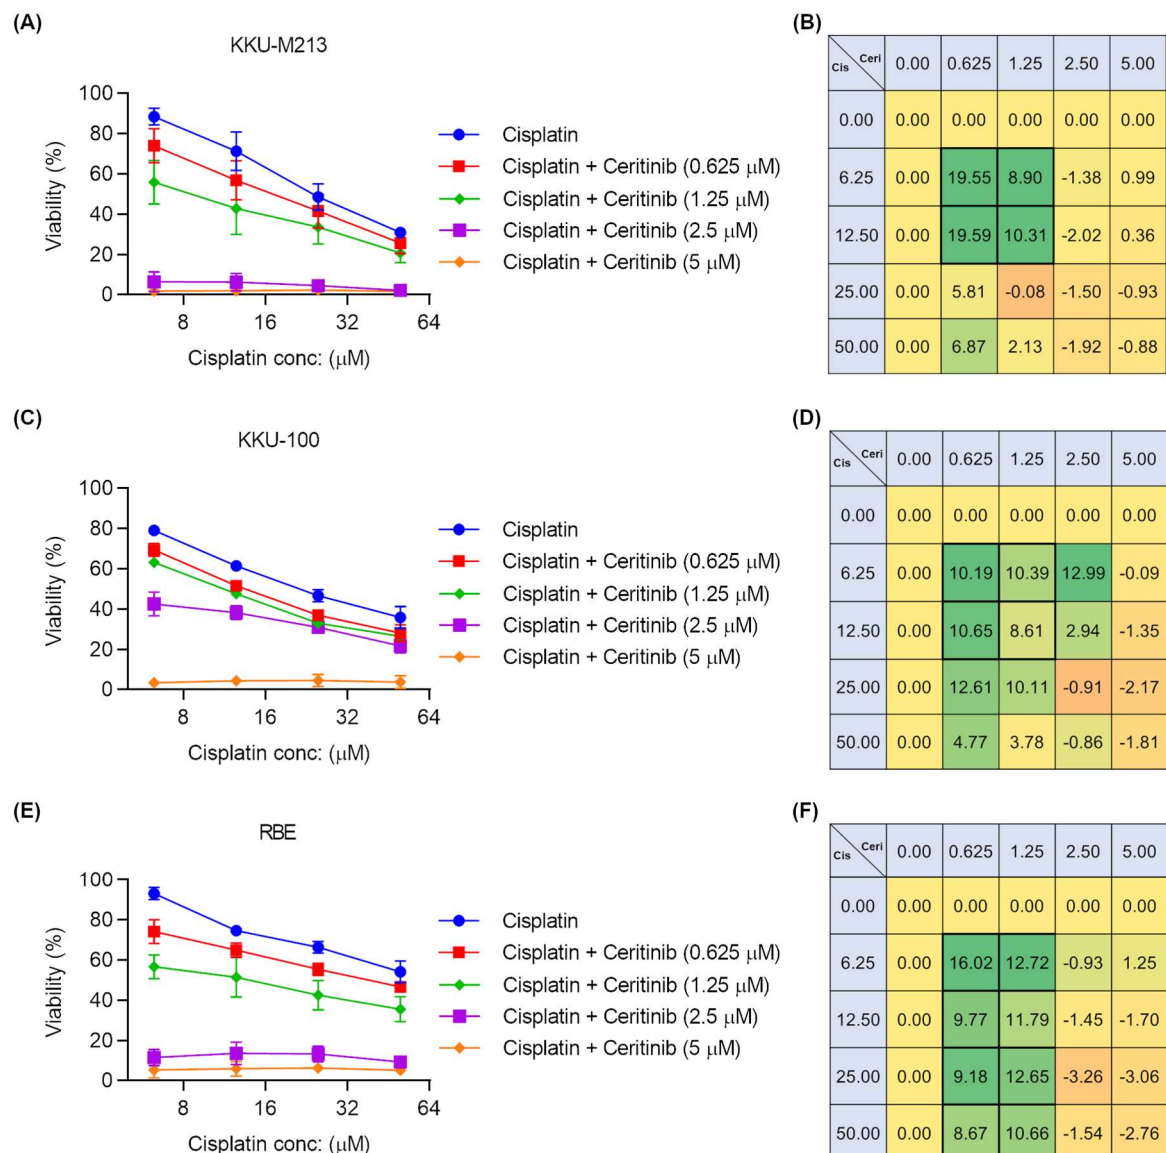 (A)
KKU-M213
Viability (%)
100
80
60
40
20
0
8 16 32 64
Cisplatin conc: (μM)
Cisplatin
Cisplatin + Ceritinib (0.625 μM)
Cisplatin + Ceritinib (1.25 μM)
Cisplatin + Ceritinib (2.5 μM)
Cisplatin + Ceritinib (5 μM)
(B)
Cis Ceri 0.00 0.625 1.25 2.50 5.00
0.00 0.00 0.00 0.00 0.00 0.00
6.25 0.00 19.55 8.90 -1.38 0.99
12.50 0.00 19.59 10.31 -2.02 0.36
25.00 0.00 5.81 -0.08 -1.50 -0.93
50.00 0.00 6.87 2.13 -1.92 -0.88
(C)
KKU-100
Viability (%)
100
80
60
40
20
0
8 16 32 64
Cisplatin conc: (μM)
Cisplatin
Cisplatin + Ceritinib (0.625 μM)
Cisplatin + Ceritinib (1.25 μM)
Cisplatin + Ceritinib (2.5 μM)
Cisplatin + Ceritinib (5 μM)
(D)
Cis Ceri 0.00 0.625 1.25 2.50 5.00
0.00 0.00 0.00 0.00 0.00 0.00
6.25 0.00 10.19 10.39 12.99 -0.09
12.50 0.00 10.65 8.61 2.94 -1.35
25.00 0.00 12.61 10.11 -0.91 -2.17
50.00 0.00 4.77 3.78 -0.86 -1.81
(E)
RBE
Viability (%)
100
80
60
40
20
0
8 16 32 64
Cisplatin conc: (μM)
Cisplatin
Cisplatin + Ceritinib (0.625 μM)
Cisplatin + Ceritinib (1.25 μM)
Cisplatin + Ceritinib (2.5 μM)
Cisplatin + Ceritinib (5 μM)
(F)
Cis Ceri 0.00 0.625 1.25 2.50 5.00
0.00 0.00 0.00 0.00 0.00 0.00
6.25 0.00 16.02 12.72 -0.93 1.25
12.50 0.00 9.77 11.79 -1.45 -1.70
25.00 0.00 9.18 12.65 -3.26 -3.06
50.00 0.00 8.67 10.66 -1.54 -2.76